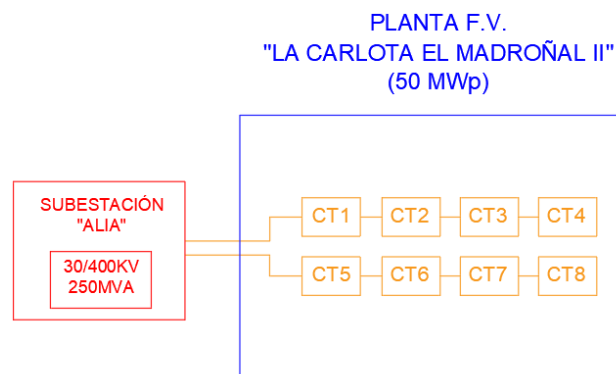 PLANTA F.V.
"LA CARLOTA EL MADROÑAL II"
(50 MWp)
SUBESTACIÓN
"ALIA"
30/400KV
250MVA
CT1 CT2 CT3 CT4
CT5 CT6 CT7 CT8